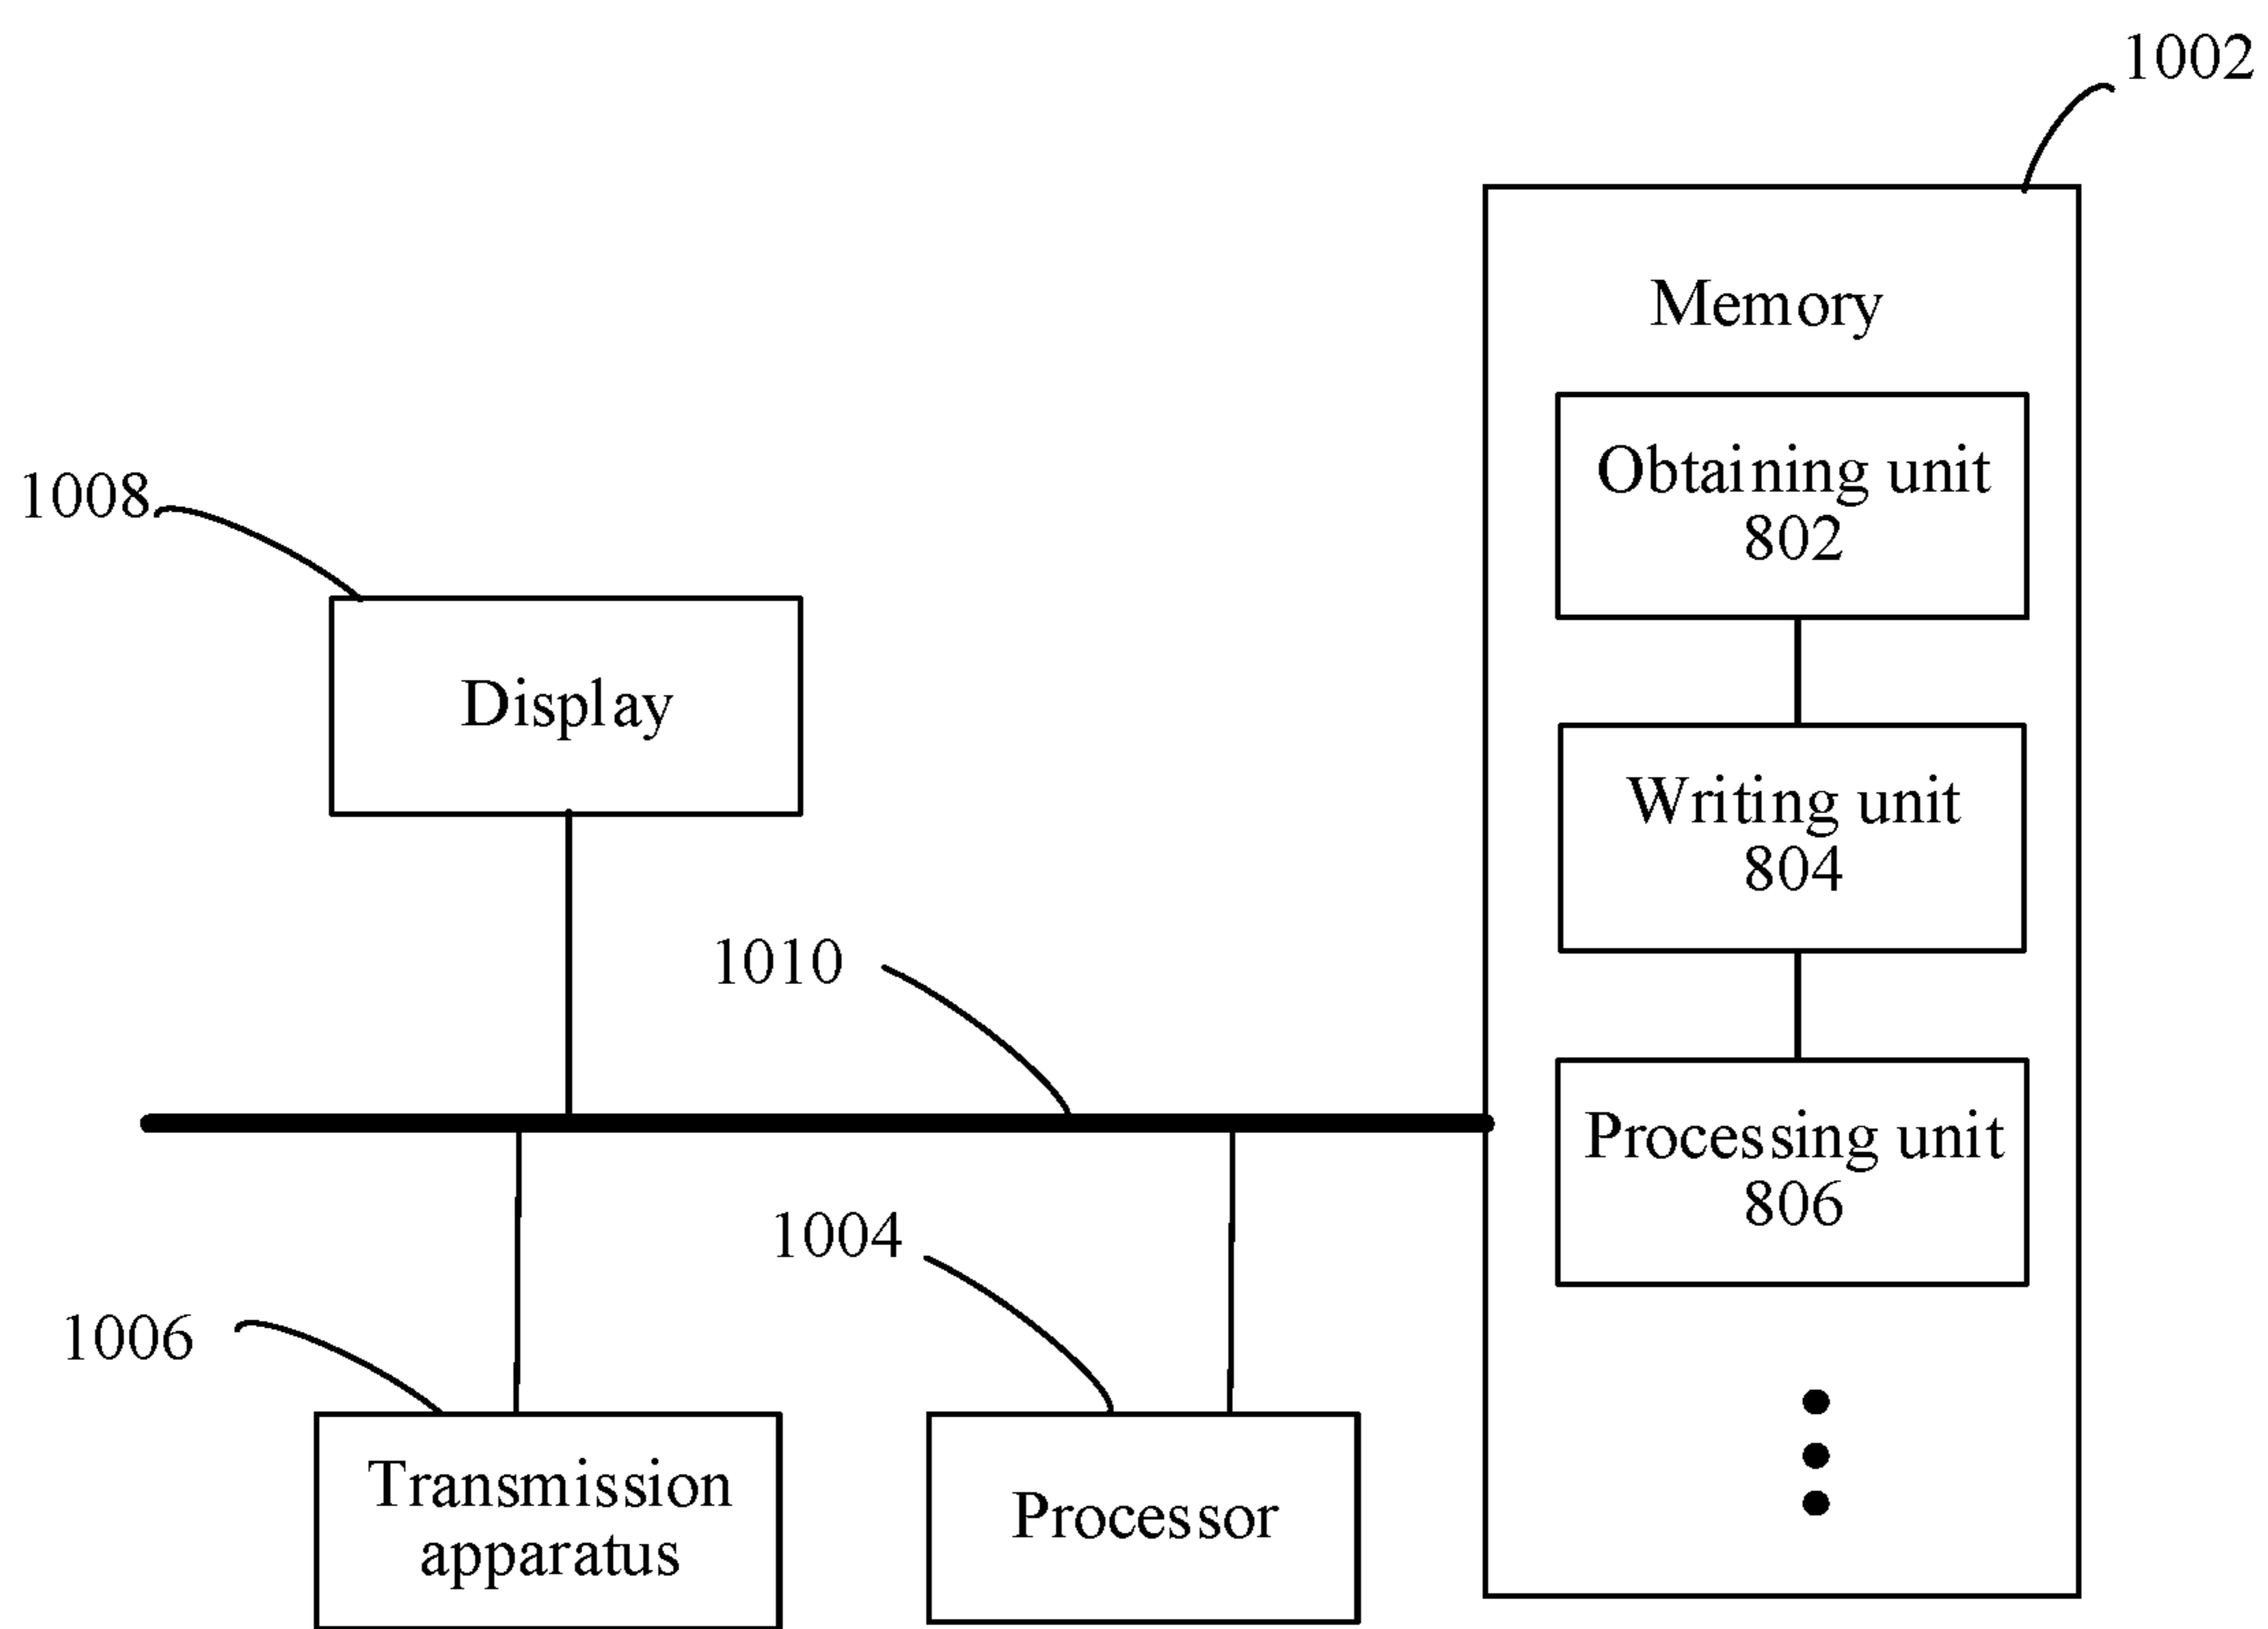 1002
Memory
Obtaining unit
802
1008
Display
Writing unit
804
1010
Processing unit
806
1004
1006
Transmission
apparatus
Processor